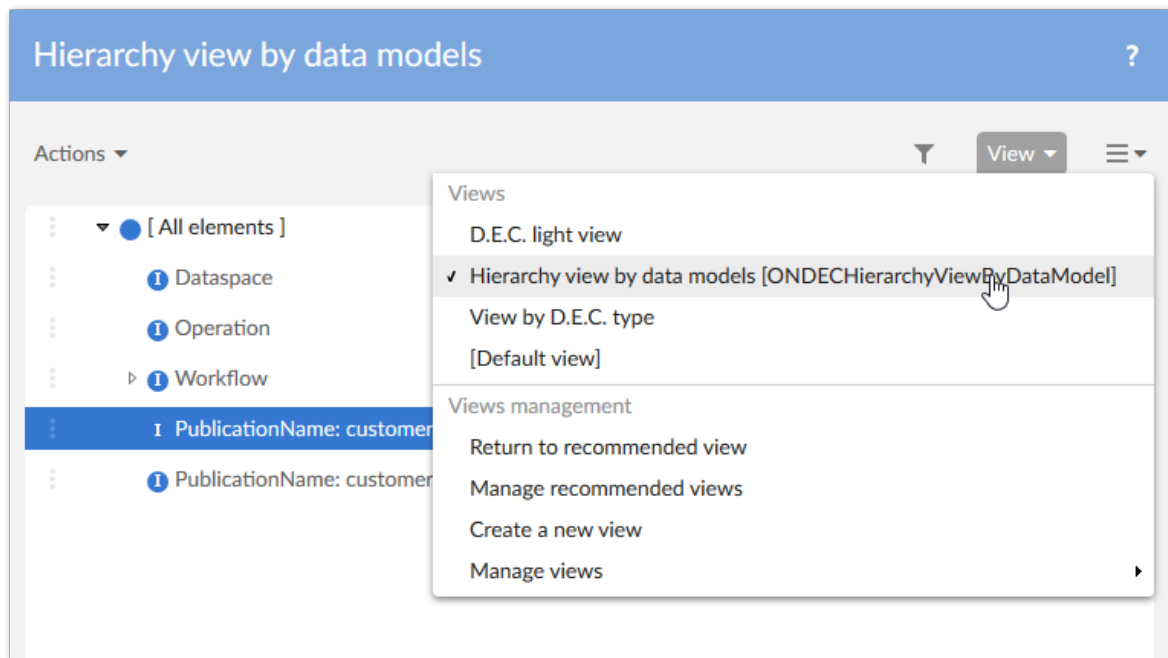 Hierarchy view by data models
?
Actions
View
[ All elements ]
I Dataspace
I Operation
I Workflow
I PublicationName: customer
I PublicationName: customer
Views
D.E.C. light view
✓ Hierarchy view by data models [ONDECHierarchyViewByDataModel]
View by D.E.C. type
[Default view]
Views management
Return to recommended view
Manage recommended views
Create a new view
Manage views